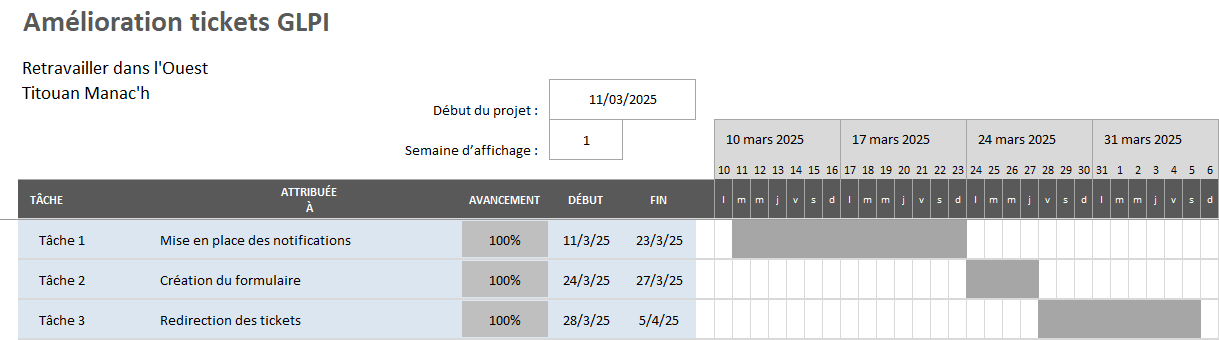 Amélioration tickets GLPI
Retravailler dans l'Ouest
Titouan Manac'h
Début du projet : 11/03/2025
Semaine d'affichage : 1
10 mars 2025 17 mars 2025 24 mars 2025 31 mars 2025
10 11 12 13 14 15 16 17 18 19 20 21 22 23 24 25 26 27 28 29 30 31 1 2 3 4 5 6
TÂCHE ATTRIBUÉE À AVANCEMENT DÉBUT FIN l m m j v s d l m m j v s d l m m j v s d l m m j v s d
Tâche 1 Mise en place des notifications 100% 11/3/25 23/3/25
Tâche 2 Création du formulaire 100% 24/3/25 27/3/25
Tâche 3 Redirection des tickets 100% 28/3/25 5/4/25